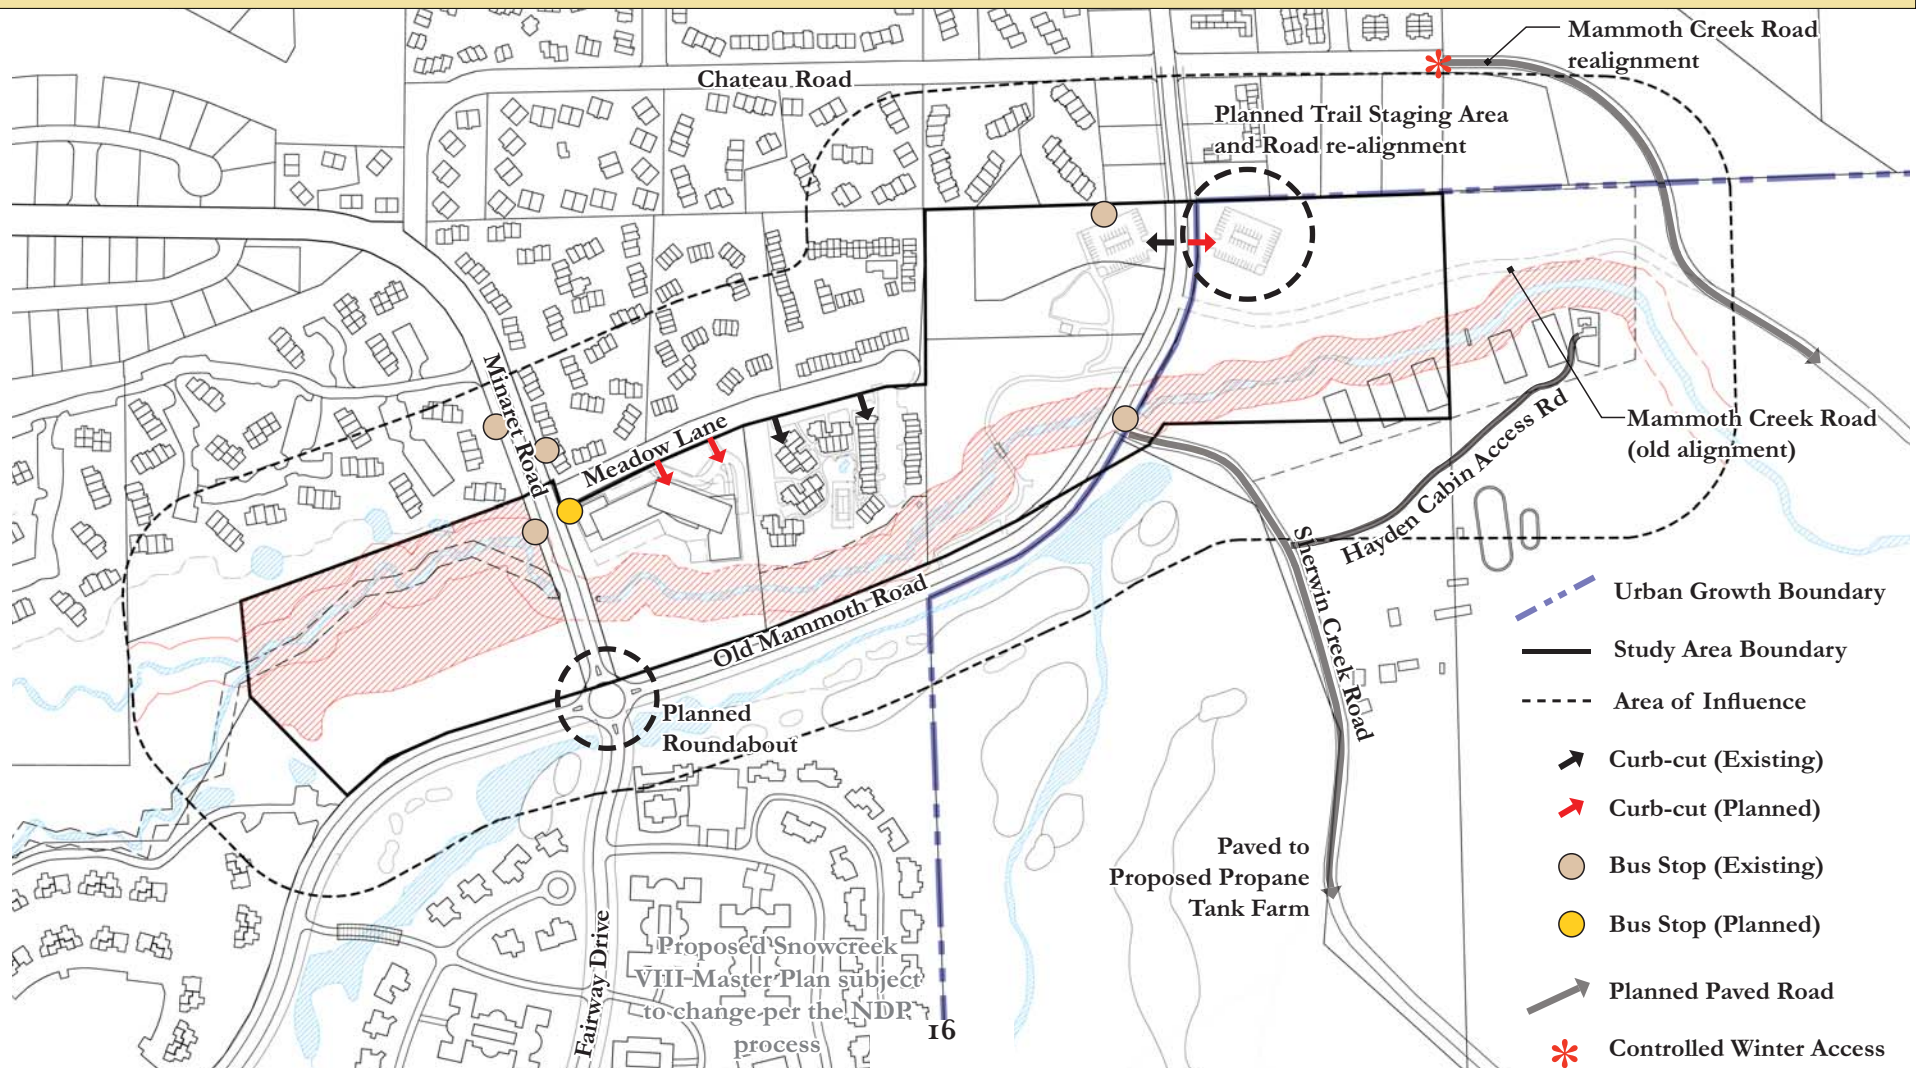 Mammoth Creek Road
realignment
Chateau Road
Planned Trail Staging Area
and Road re-alignment
Minaret Road
Meadow Lane
Mammoth Creek Road
(old alignment)
Hayden Cabin Access Rd
Sherwin Creek Road
Old Mammoth Road
Planned
Roundabout
Paved to
Proposed Propane
Tank Farm
Fairway Drive
Proposed Snowcreek
VIII-Master Plan subject
to change per the NDP
process
16
Urban Growth Boundary
Study Area Boundary
Area of Influence
Curb-cut (Existing)
Curb-cut (Planned)
Bus Stop (Existing)
Bus Stop (Planned)
Planned Paved Road
Controlled Winter Access